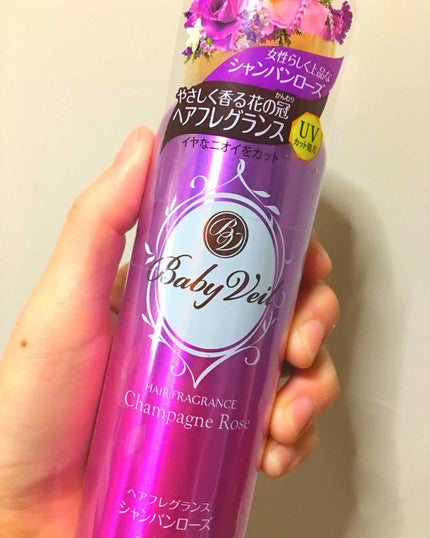 女性らしく上品な
シャンパンローズ
やさしく香る花の冠
かんむり
ヘアフレグランス
UV
カット処方
イヤなニオイをカット
BV
Baby Veil
HAIR FRAGRANCE
Champagne Rose
ヘアフレグランス
シャンパンローズ